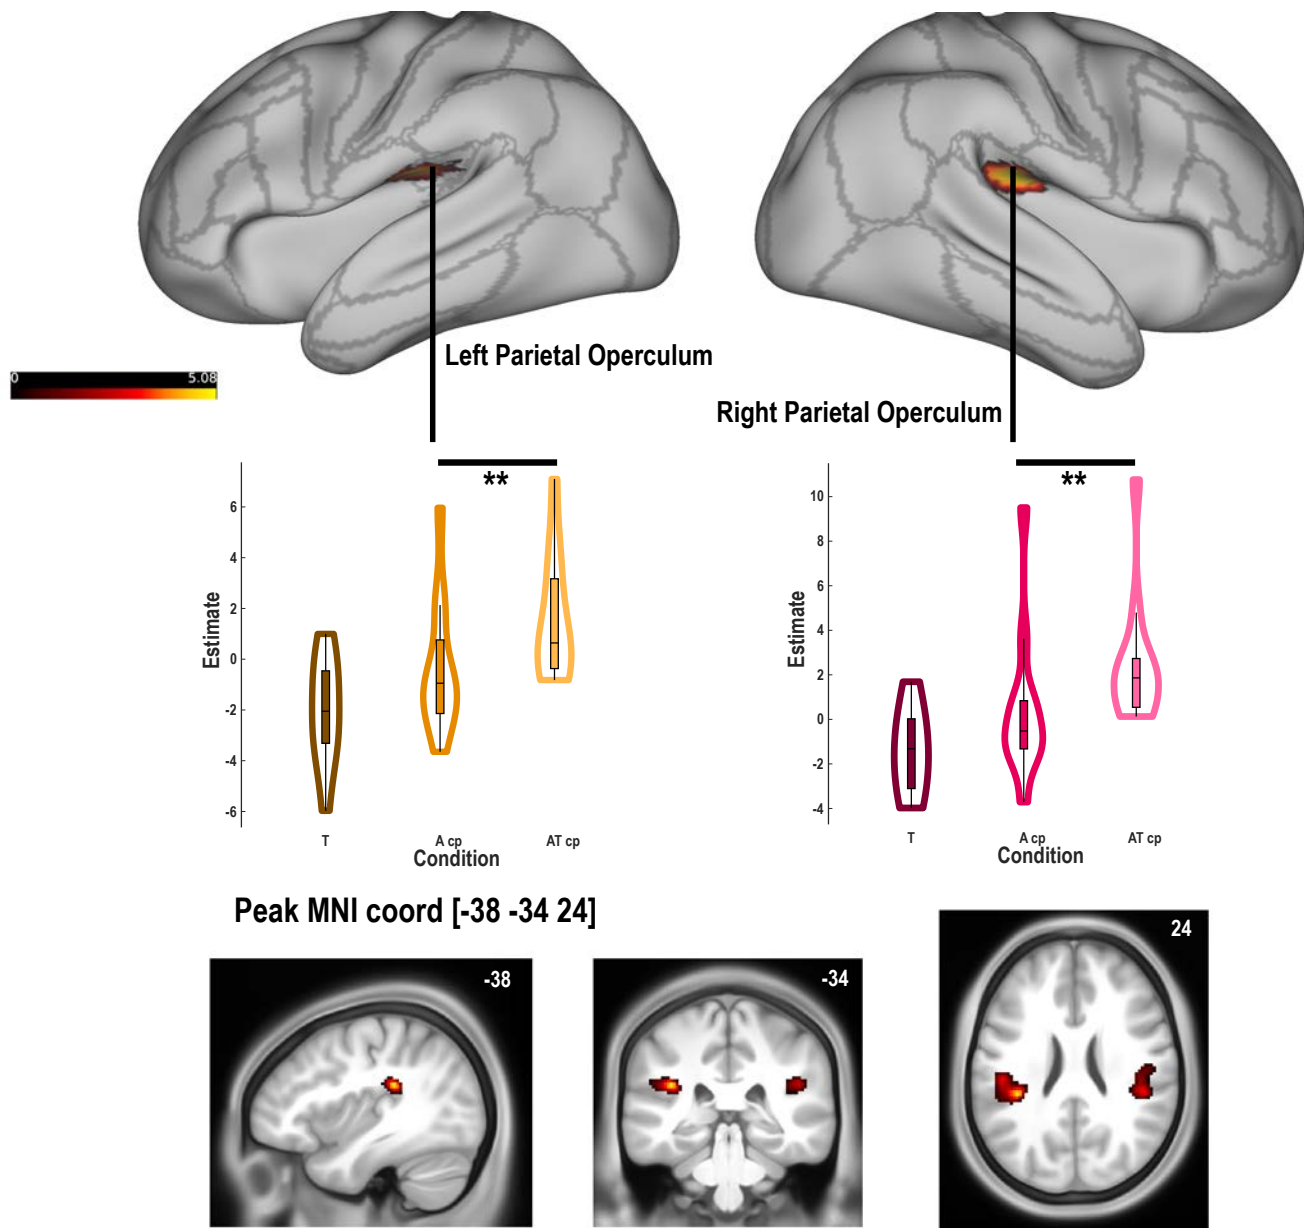 Left Parietal Operculum
0 5.08
Right Parietal Operculum
**
**
6
4
2
0
-2
-4
-6
Estimate
T A cp AT cp
Condition
10
8
6
4
2
0
-2
-4
Estimate
T A cp AT cp
Condition
Peak MNI coord [-38 -34 24]
-38
-34
24